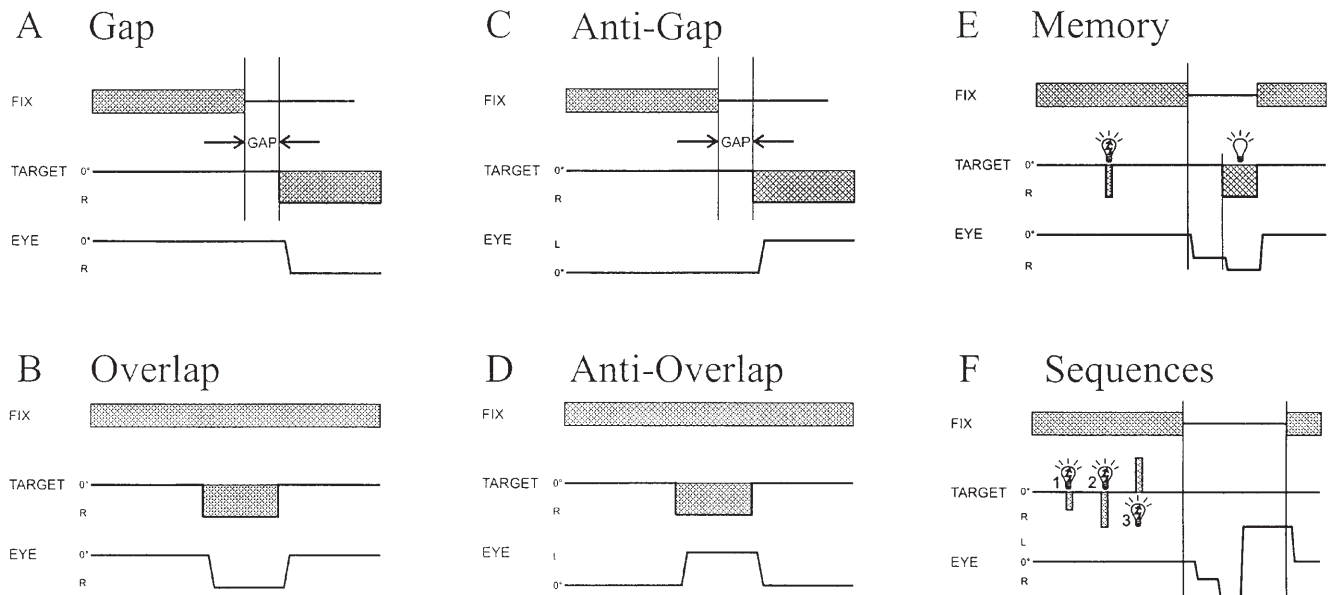 A Gap
FIX
GAP
TARGET 0°
R
EYE 0°
R
C Anti-Gap
FIX
GAP
TARGET 0°
R
EYE L
0°
E Memory
FIX
TARGET 0°
R
EYE 0°
R
B Overlap
FIX
TARGET 0°
R
EYE 0°
R
D Anti-Overlap
FIX
TARGET 0°
R
EYE L
0°
F Sequences
FIX
1 2
TARGET 0°
R
3
L
EYE 0°
R